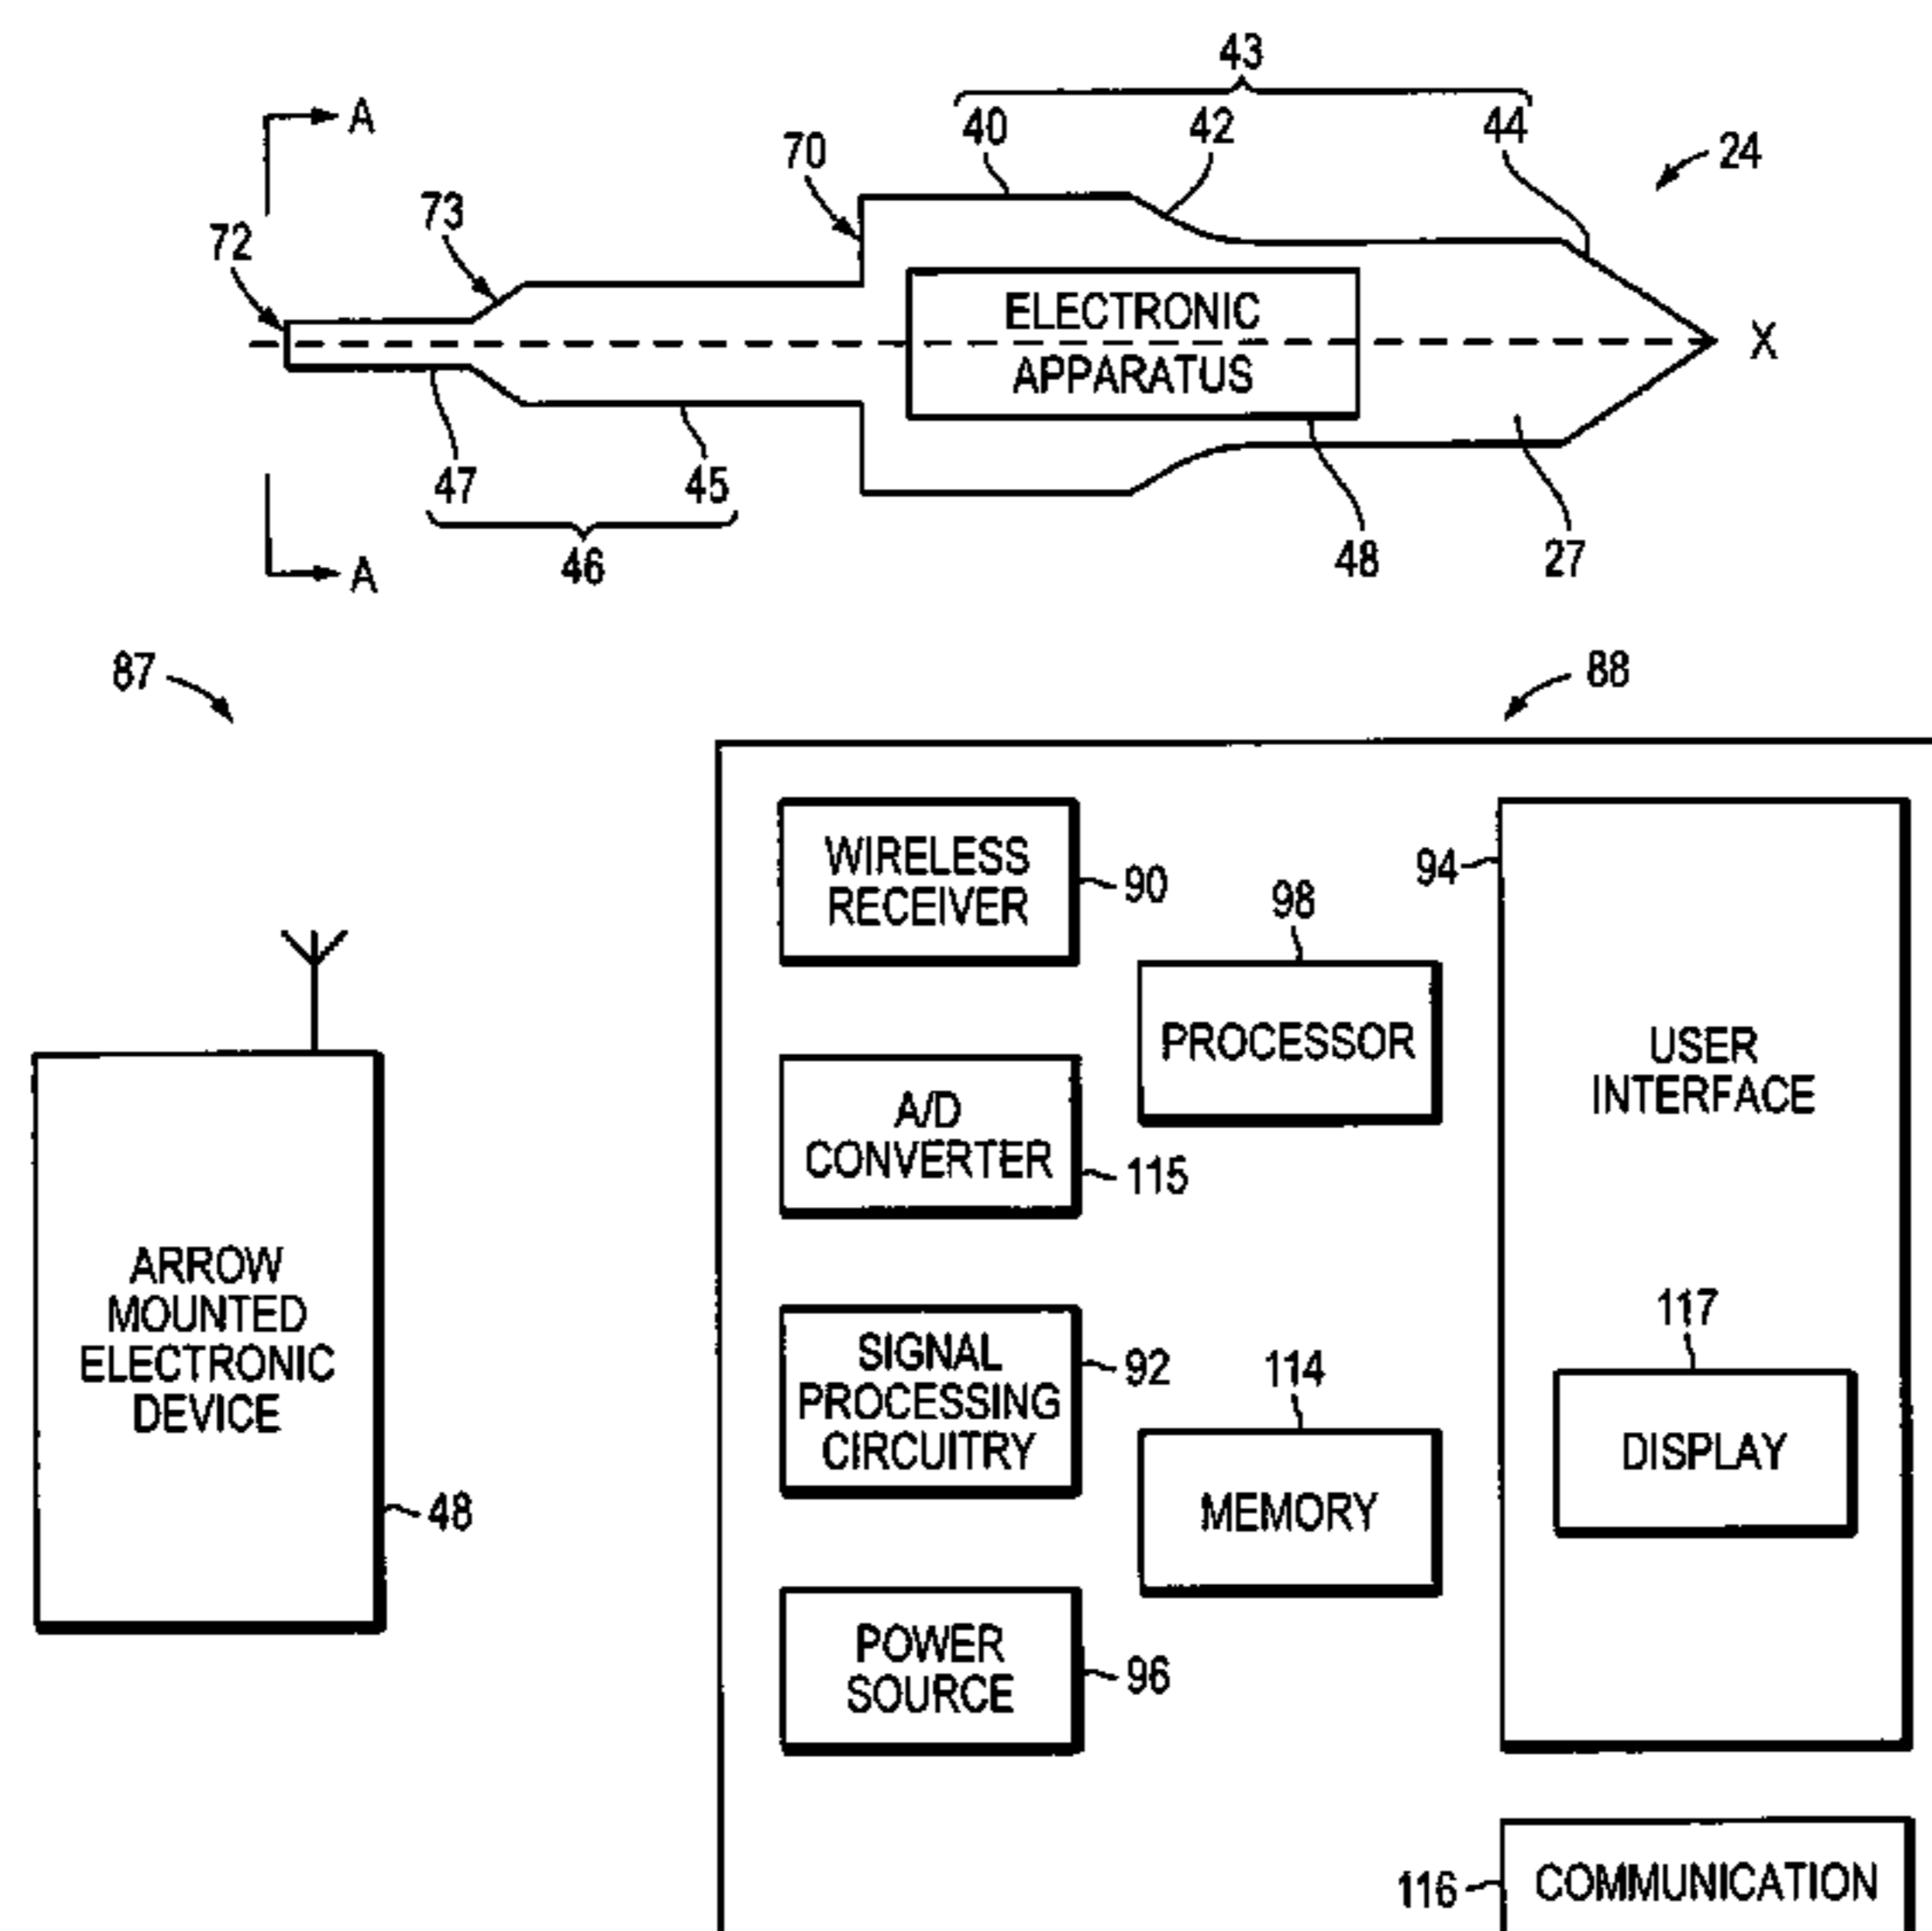 43
40
42
44
24
A
70
73
72
ELECTRONIC
APPARATUS
X
47
45
46
48
27
A
87
88
WIRELESS
RECEIVER
90
94
98
PROCESSOR
USER
INTERFACE
A/D
CONVERTER
115
ARROW
MOUNTED
ELECTRONIC
DEVICE
48
SIGNAL
PROCESSING
CIRCUITRY
92
114
MEMORY
117
DISPLAY
POWER
SOURCE
96
116
COMMUNICATION